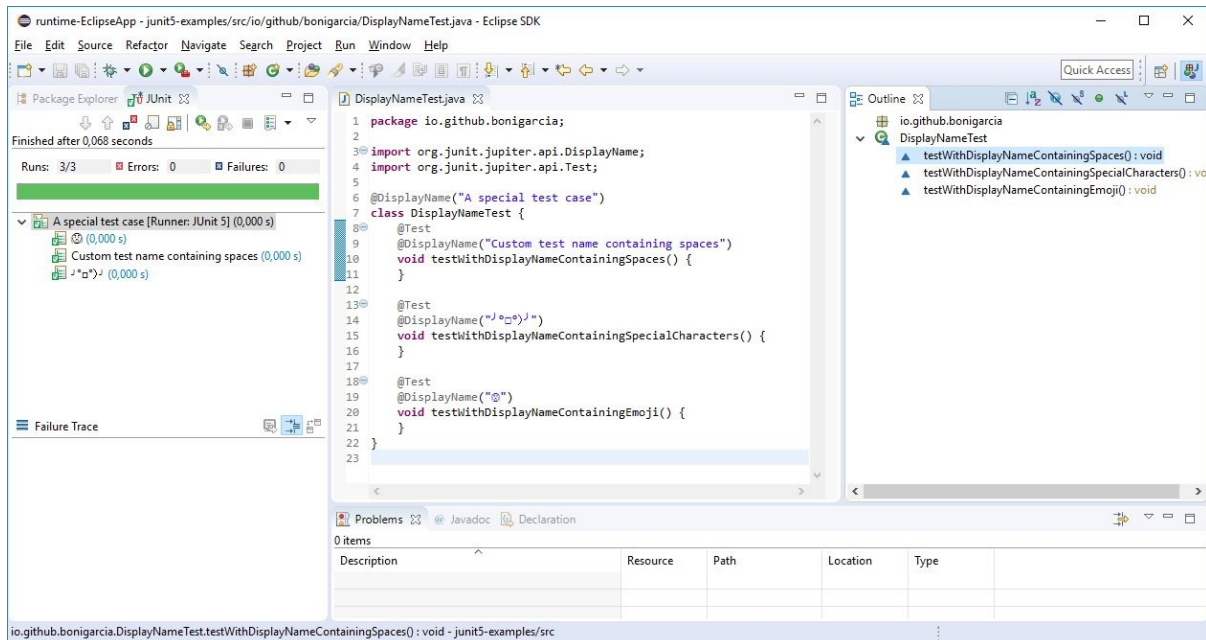 runtime-EclipseApp - junit5-examples/src/io/github/bonigarcia/DisplayNameTest.java - Eclipse SDK
File Edit Source Refactor Navigate Search Project Run Window Help
Quick Access
Package Explorer JUnit
Finished after 0,068 seconds
Runs: 3/3 Errors: 0 Failures: 0
A special test case [Runner: JUnit 5] (0,000 s)
(0,000 s)
Custom test name containing spaces (0,000 s)
╯°□°)╯ (0,000 s)
Failure Trace
DisplayNameTest.java
1 package io.github.bonigarcia;
2
3 import org.junit.jupiter.api.DisplayName;
4 import org.junit.jupiter.api.Test;
5
6 @DisplayName("A special test case")
7 class DisplayNameTest {
8 @Test
9 @DisplayName("Custom test name containing spaces")
10 void testWithDisplayNameContainingSpaces() {
11 }
12
13 @Test
14 @DisplayName("╯°□°)╯")
15 void testWithDisplayNameContainingSpecialCharacters() {
16 }
17
18 @Test
19 @DisplayName("😱")
20 void testWithDisplayNameContainingEmoji() {
21 }
22 }
23
Outline
io.github.bonigarcia
DisplayNameTest
testWithDisplayNameContainingSpaces() : void
testWithDisplayNameContainingSpecialCharacters() : vo
testWithDisplayNameContainingEmoji() : void
Problems @ Javadoc Declaration
0 items
Description Resource Path Location Type
io.github.bonigarcia.DisplayNameTest.testWithDisplayNameContainingSpaces() : void - junit5-examples/src